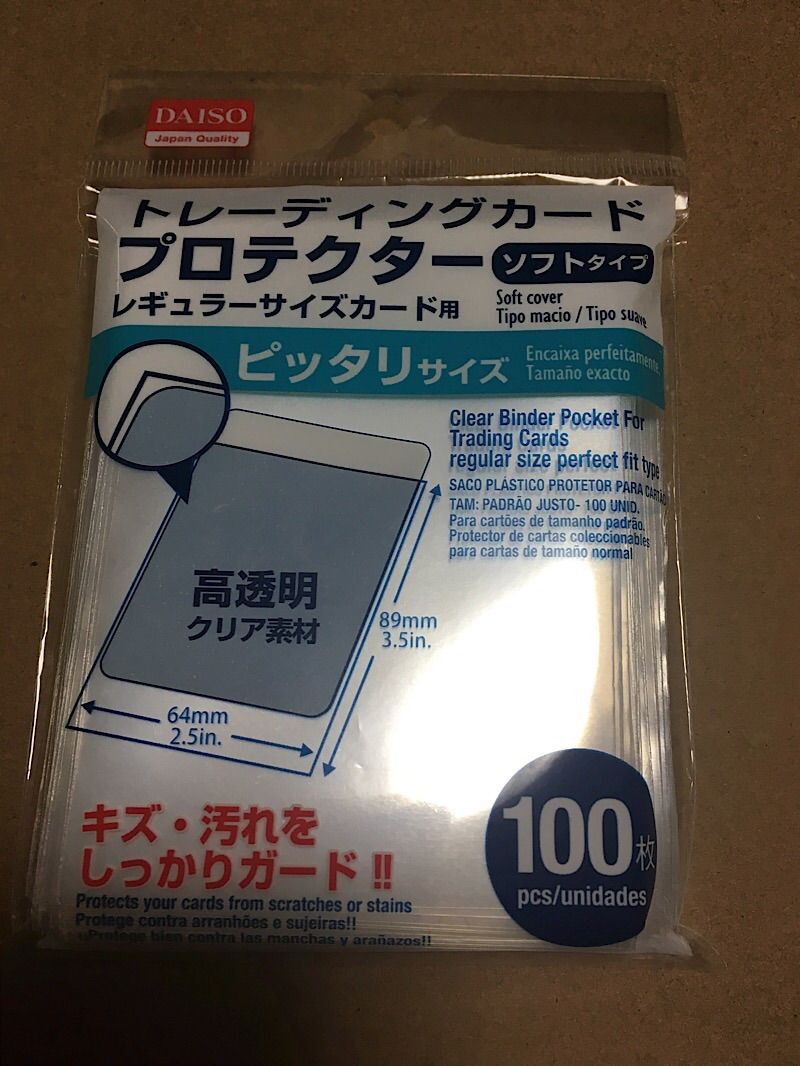 DAISO
Japan Quality
トレーディングカード
プロテクター ソフトタイプ
レギュラーサイズカード用
Soft cover
Tipo macio / Tipo suave
ピッタリサイズ
Encaixa perfeitamente.
Tamaño exacto
Clear Binder Pocket For
Trading Cards
regular size perfect fit type
SACO PLÁSTICO PROTETOR PARA CARTÃO
TAM: PADRÃO JUSTO- 100 UNID.
Para cartões de tamanho padrão.
Protector de cartas coleccionables
para cartas de tamaño normal
高透明
クリア素材
89mm
3.5in.
64mm
2.5in.
キズ・汚れを
しっかりガード!!
Protects your cards from scratches or stains
Protege contra arranhões e sujeiras!!
¡¡Protege bien contra las manchas y arañazos!!
100枚
pcs/unidades